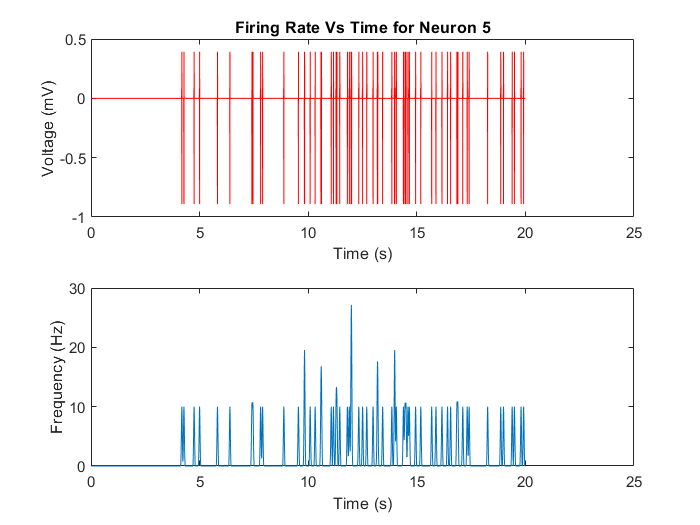 Firing Rate Vs Time for Neuron 5
0.5
0
-0.5
-1
Voltage (mV)
0 5 10 15 20 25
Time (s)
30
20
10
0
Frequency (Hz)
0 5 10 15 20 25
Time (s)